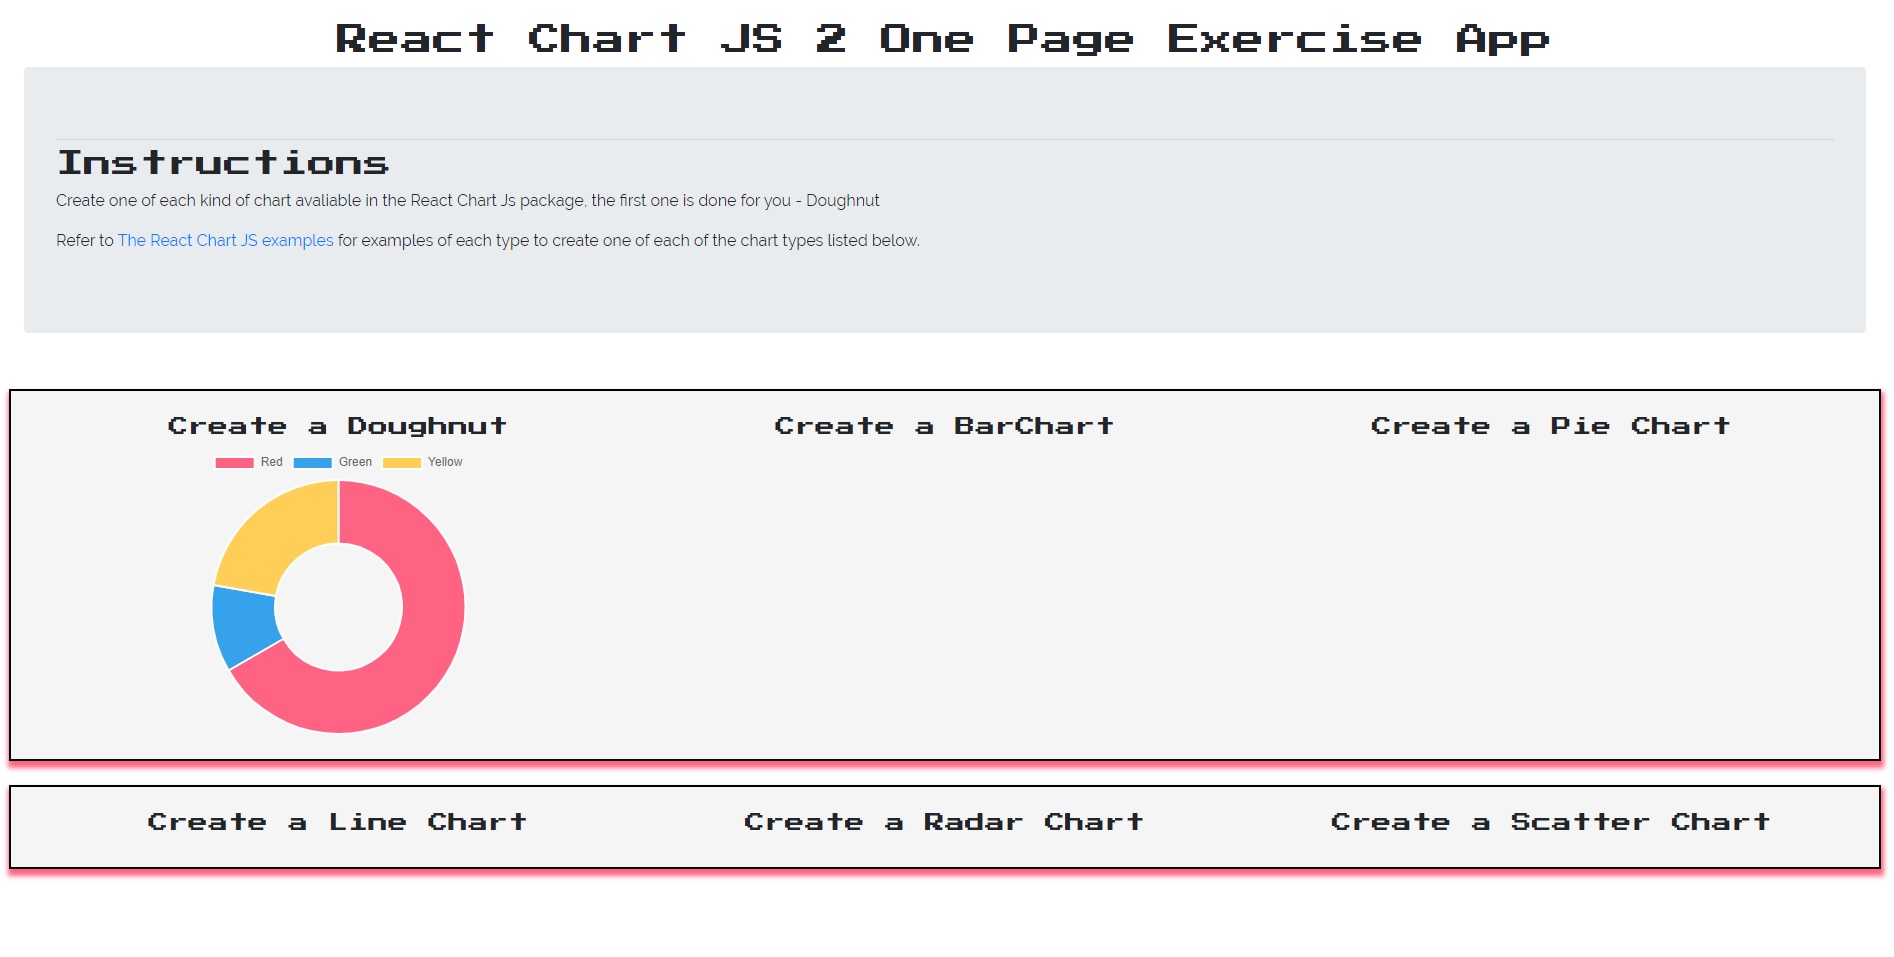 React Chart JS 2 One Page Exercise App
Instructions
Create one of each kind of chart avaliable in the React Chart Js package, the first one is done for you - Doughnut
Refer to The React Chart JS examples for examples of each type to create one of each of the chart types listed below.
Create a Doughnut
Red Green Yellow
Create a BarChart
Create a Pie Chart
Create a Line Chart
Create a Radar Chart
Create a Scatter Chart